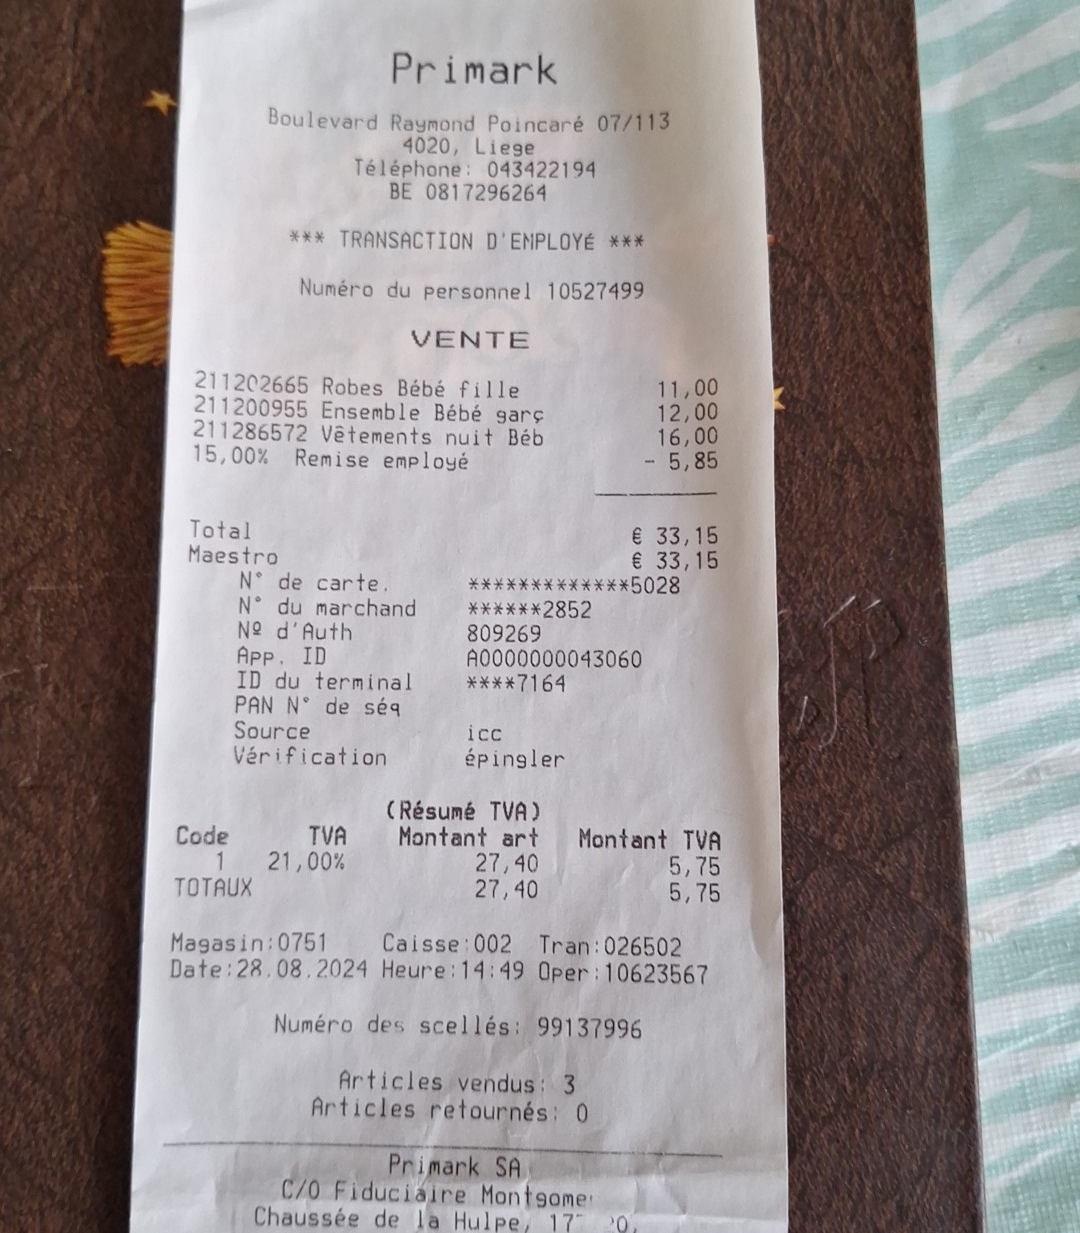 Primark
Boulevard Raymond Poincaré 07/113
4020, Liege
Téléphone: 043422194
BE 0817296264
*** TRANSACTION D'EMPLOYÉ ***
Numéro du personnel 10527499
VENTE
211202665 Robes Bébé fille 11,00
211200955 Ensemble Bébé garç 12,00
211286572 Vêtements nuit Béb 16,00
15,00% Remise employé - 5,85
Total € 33,15
Maestro € 33,15
N° de carte. *************5028
N° du marchand ******2852
Nº d'Auth 809269
App. ID A0000000043060
ID du terminal ****7164
PAN N° de séq
Source icc
Vérification épingler
(Résumé TVA)
Code TVA Montant art Montant TVA
1 21,00% 27,40 5,75
TOTAUX 27,40 5,75
Magasin:0751 Caisse:002 Tran:026502
Date:28.08.2024 Heure:14:49 Oper:10623567
Numéro des scellés: 99137996
Articles vendus: 3
Articles retournés: 0
Primark SA
C/O Fiduciaire
Chaussée de la Hulpe,